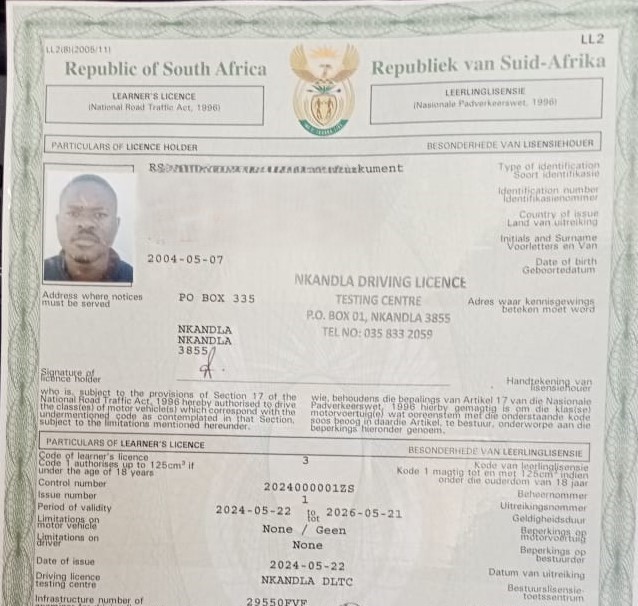 LL2(8)(2006/11)
LL2
Republic of South Africa
Republiek van Suid-Afrika
LEARNER'S LICENCE
(National Road Traffic Act, 1996)
LEERLINGLISENSIE
(Nasionale Padverkeerswet, 1996)
PARTICULARS OF LICENCE HOLDER
BESONDERHEDE VAN LISENSIEHOUER
Type of identification
Soort identifikasie
Identification number
Identifikasienommer
Country of issue
Land van uitreiking
Initials and Surname
Voorletters en Van
2004-05-07
Date of birth
Geboortedatum
NKANDLA DRIVING LICENCE
TESTING CENTRE
P.O. BOX 01, NKANDLA 3855
TEL NO: 035 833 2059
Address where notices
must be served
PO BOX 335
Adres waar kennisgewings
beteken moet word
NKANDLA
NKANDLA
3855
Signature of
licence holder
Handtekening van
lisensiehouer
who is, subject to the provisions of Section 17 of the
National Road Traffic Act, 1996 hereby authorised to drive
the class(es) of motor vehicle(s) which correspond with the
undermentioned code as contemplated in that Section,
subject to the limitations mentioned hereunder.
wie, behoudens die bepalings van Artikel 17 van die Nasionale
Padverkeerswet, 1996 hierby gemagtig is om die klas(se)
motorvoertuig(e) wat ooreenstem met die onderstaande kode
soos beoog in daardie Artikel, te bestuur, onderworpe aan die
beperkings hieronder genoem.
PARTICULARS OF LEARNER'S LICENCE
BESONDERHEDE VAN LEERLINGLISENSIE
Code of learner's licence
Code 1 authorises up to 125cm³ if
under the age of 18 years
3
Kode van leerlinglisensie
Kode 1 magtig tot en met 125cm³ indien
onder die ouderdom van 18 jaar
Control number
2024000001ZS
Beheernommer
Issue number
1
Uitreikingsnommer
Period of validity
2024-05-22 to tot 2026-05-21
Geldigheidsduur
Limitations on
motor vehicle
None / Geen
Beperkings op
motorvoertuig
Limitations on
driver
None
Beperkings op
bestuurder
Date of issue
2024-05-22
Datum van uitreiking
Driving licence
testing centre
NKANDLA DLTC
Bestuurslisensie-
toetssentrum
Infrastructure number of
29550FVF